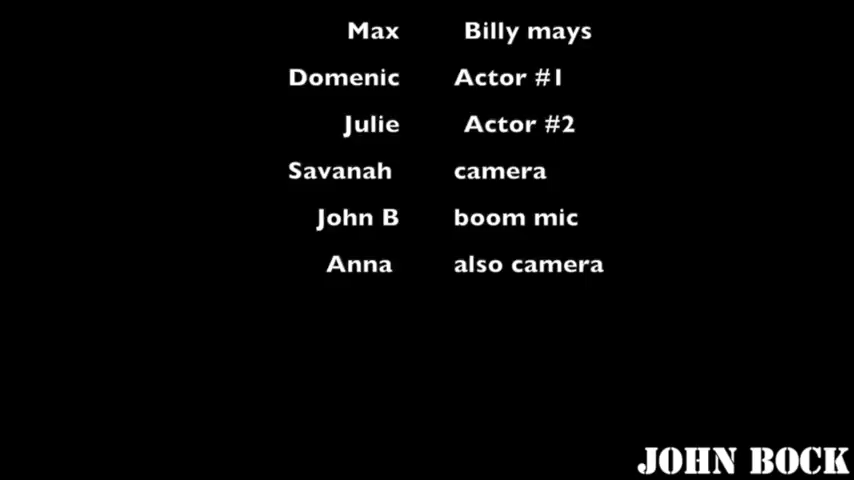 Max Billy mays
Domenic Actor #1
Julie Actor #2
Savanah camera
John B boom mic
Anna also camera
JOHN BOCK